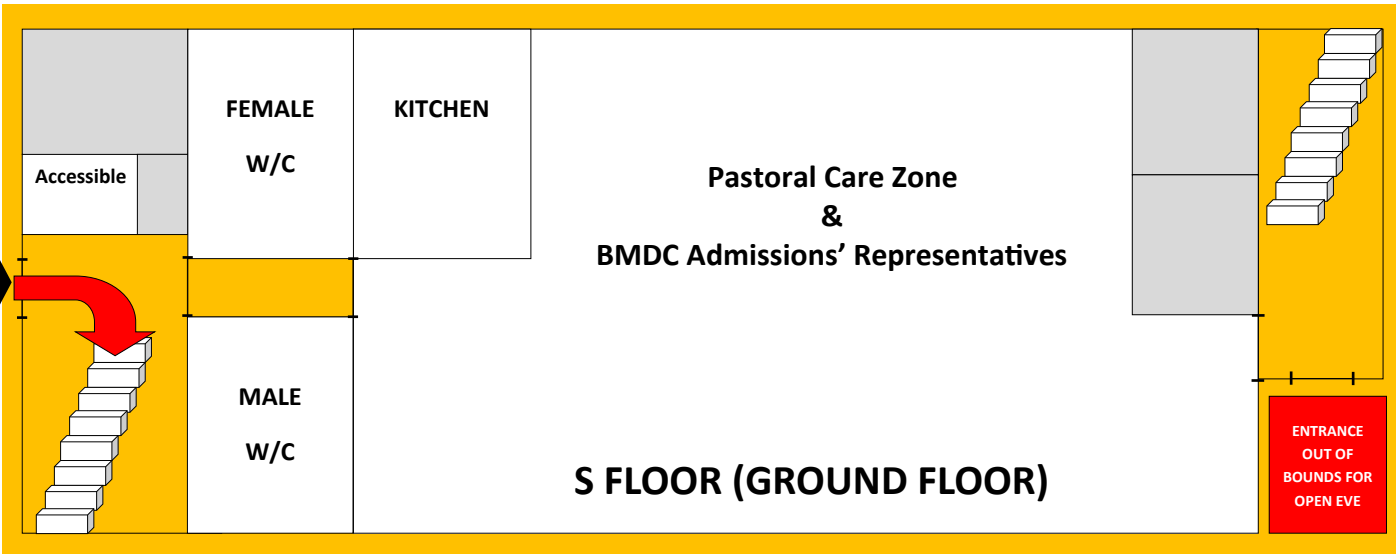 FEMALE
W/C
KITCHEN
Accessible
Pastoral Care Zone
&
BMDC Admissions’ Representatives
MALE
W/C
S FLOOR (GROUND FLOOR)
ENTRANCE
OUT OF
BOUNDS FOR
OPEN EVE